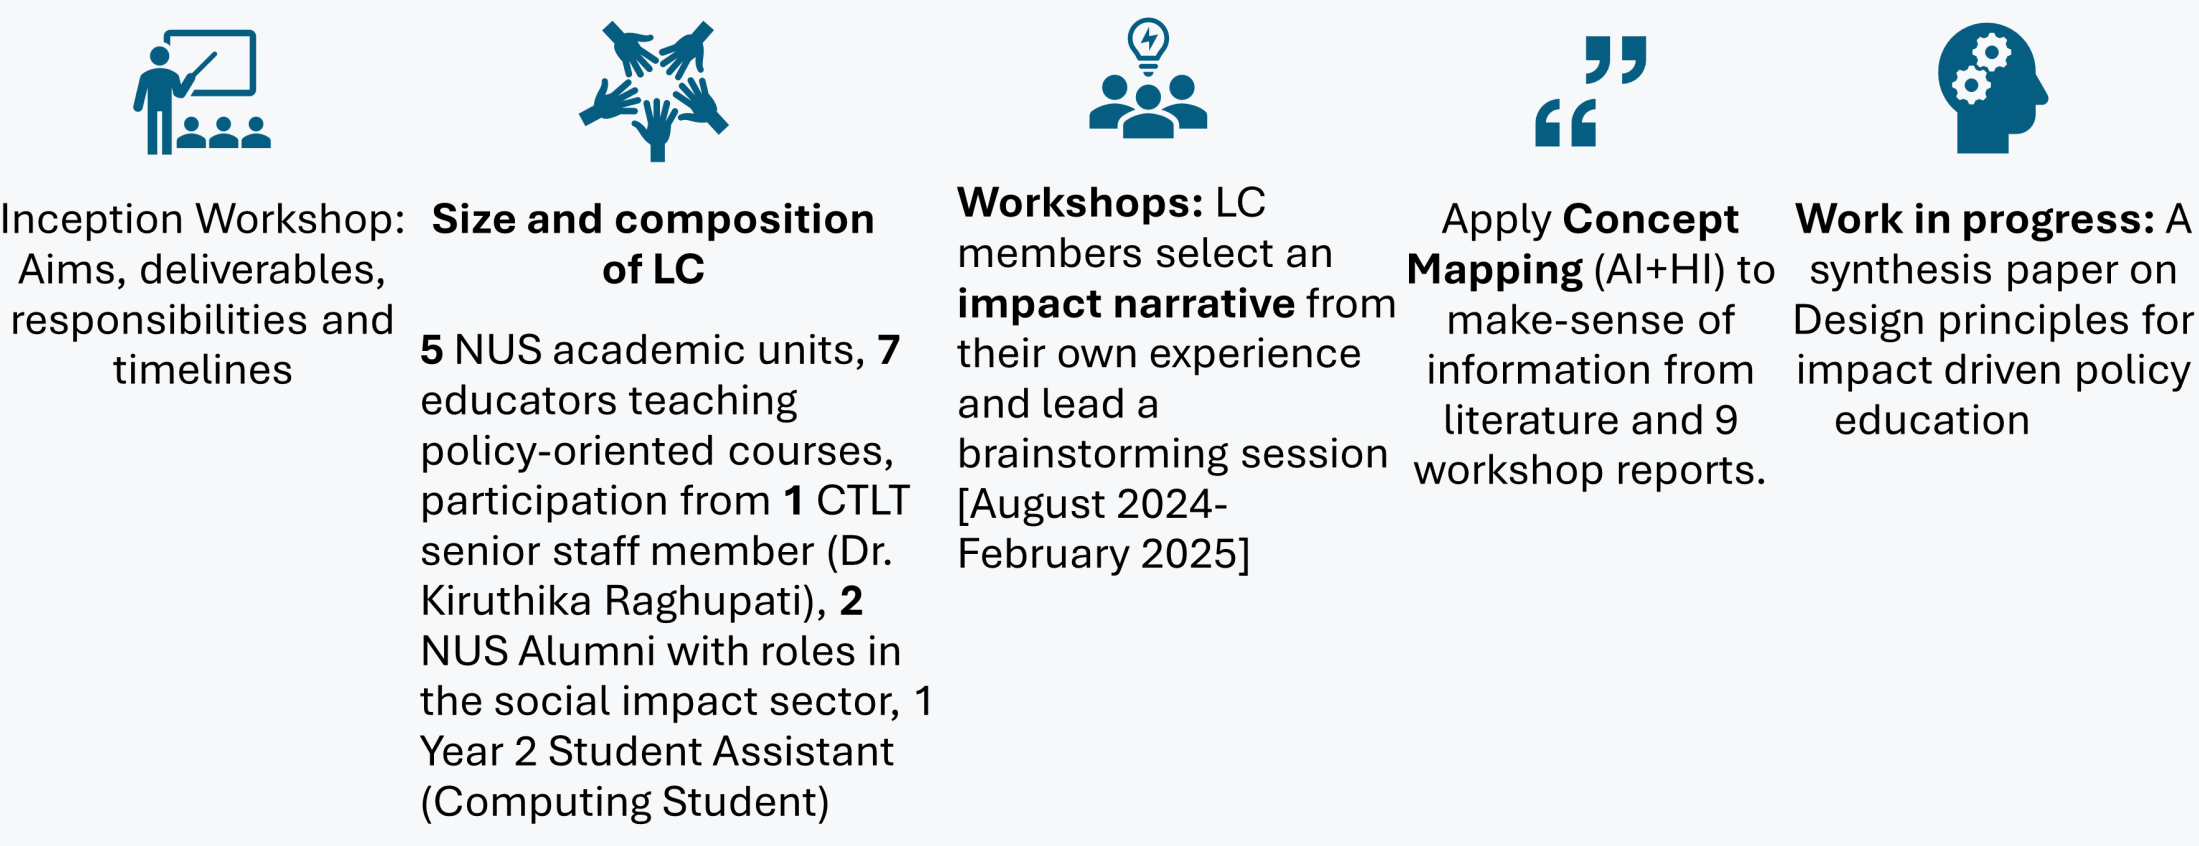 Inception Workshop:
Aims, deliverables,
responsibilities and
timelines
Size and composition
of LC
5 NUS academic units, 7
educators teaching
policy-oriented courses,
participation from 1 CTLT
senior staff member (Dr.
Kiruthika Raghupati), 2
NUS Alumni with roles in
the social impact sector, 1
Year 2 Student Assistant
(Computing Student)
Workshops: LC
members select an
impact narrative from
their own experience
and lead a
brainstorming session
[August 2024-
February 2025]
Apply Concept
Mapping (AI+HI) to
make-sense of
information from
literature and 9
workshop reports.
Work in progress: A
synthesis paper on
Design principles for
impact driven policy
education